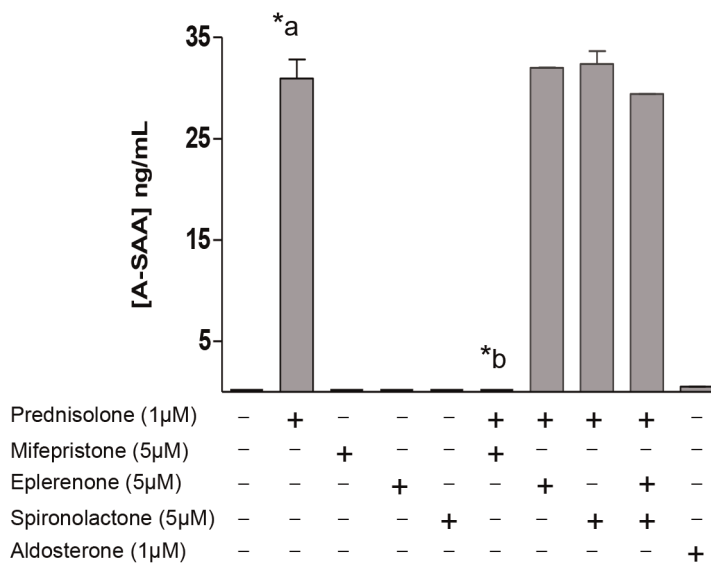 [A-SAA] ng/mL
35
25
15
5
*a
*b
Prednisolone (1µM) – + – – – + + + + –
Mifepristone (5µM) – – + – – + – – – –
Eplerenone (5µM) – – – + – – + – + –
Spironolactone (5µM) – – – – + – – + + –
Aldosterone (1µM) – – – – – – – – – +